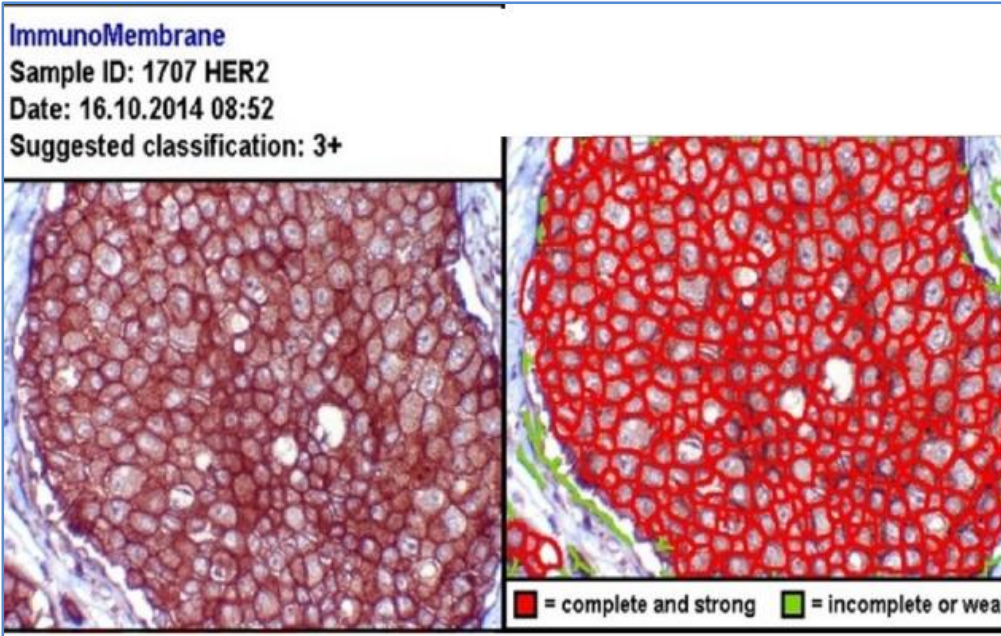 ImmunoMembrane
Sample ID: 1707 HER2
Date: 16.10.2014 08:52
Suggested classification: 3+
= complete and strong
= incomplete or wea